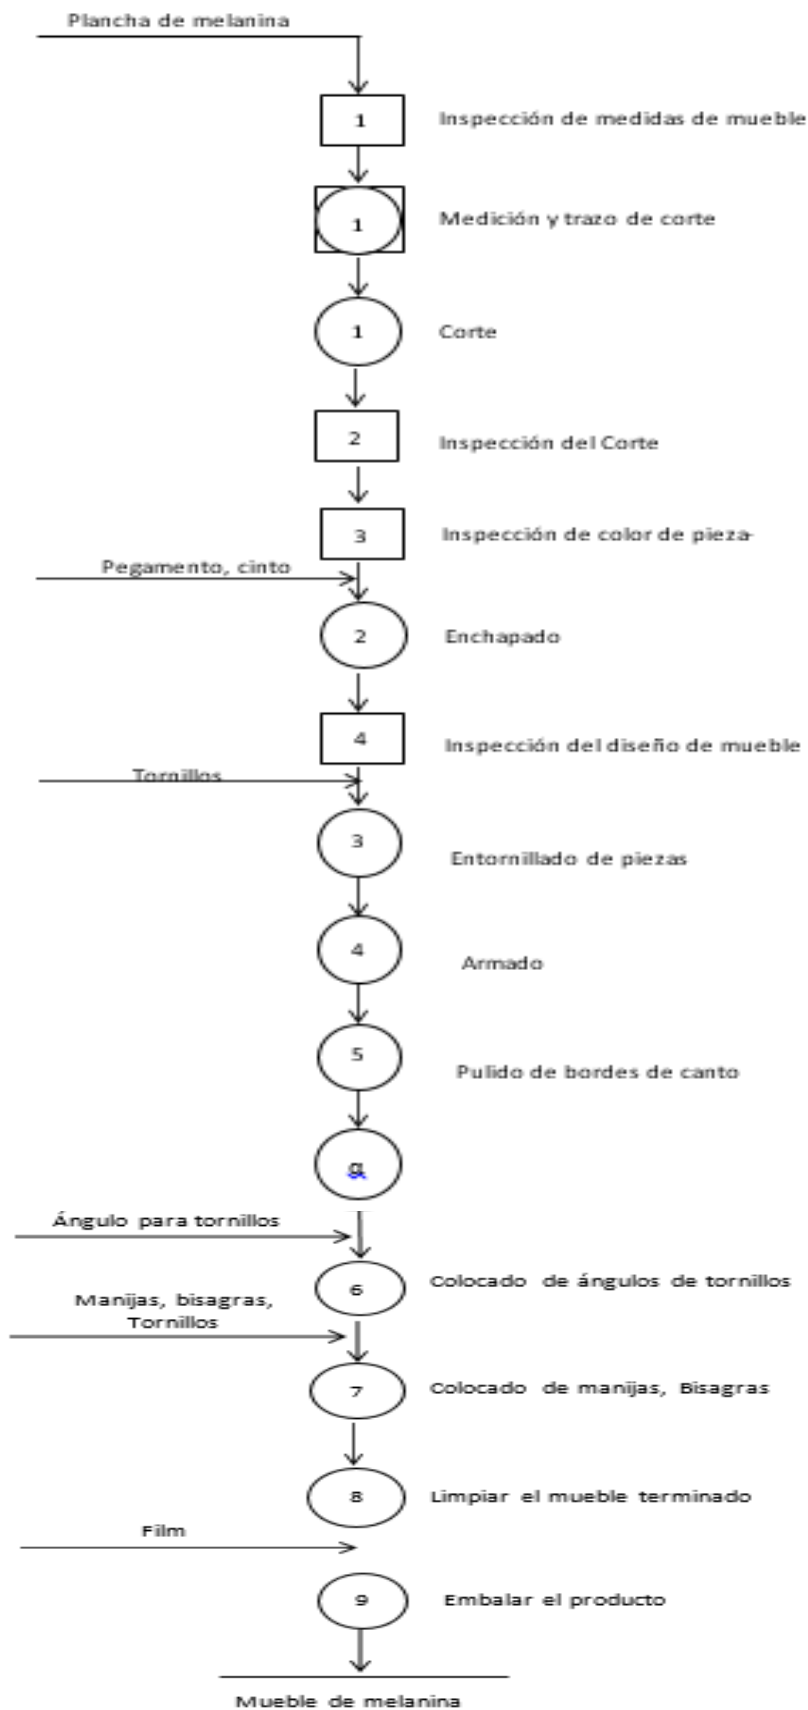 Plancha de melanina
1
Inspección de medidas de mueble
1
Medición y trazo de corte
1
Corte
2
Inspección del Corte
3
Inspección de color de pieza
Pegamento, cinto
2
Enchapado
4
Inspección del diseño de mueble
Tornillos
3
Entornillado de piezas
4
Armado
5
Pulido de bordes de canto
a
Ángulo para tornillos
6
Colocado de ángulos de tornillos
Manijas, bisagras,
Tornillos
7
Colocado de manijas, Bisagras
8
Limpiar el mueble terminado
Film
9
Embalar el producto
Mueble de melanina